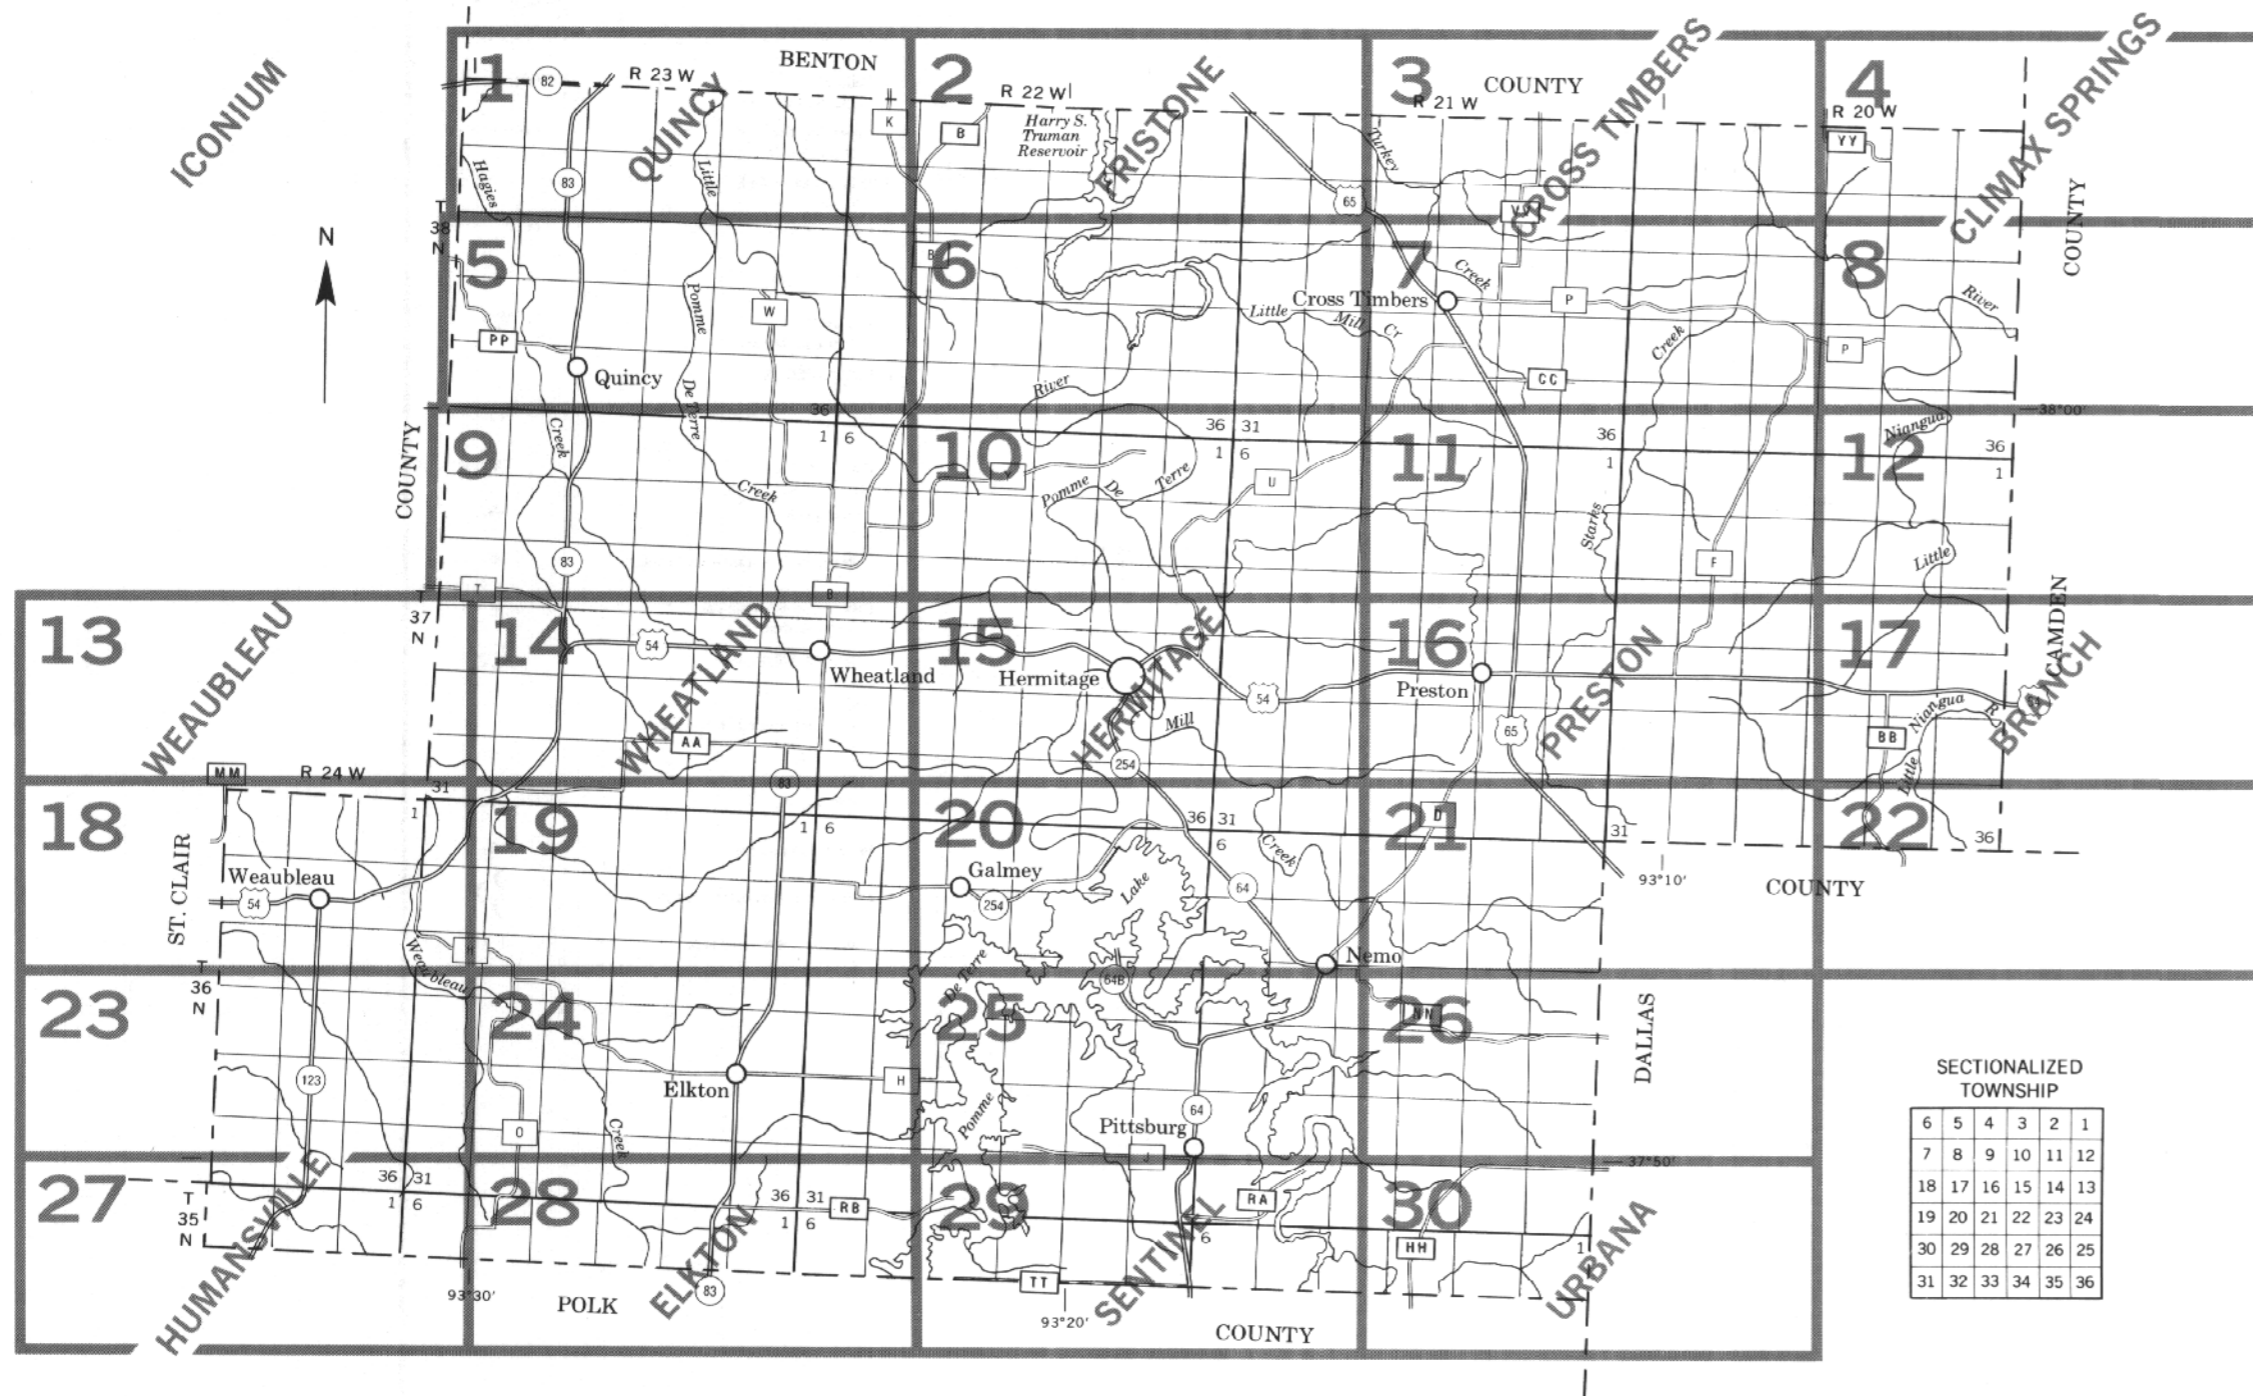 1
BENTON
2
3
COUNTY
4
82
R 23 W
R 22 W
R 21 W
R 20 W
ICONIUM
QUINCY
FRISTONE
CROSS TIMBERS
CLIMAX SPRINGS
K
B
Harry S.
Truman
Reservoir
Turkey
YY
Hagies
83
Little
65
VV
COUNTY
T
38
N
N
5
B
6
7
8
Creek
River
W
Pomme
Cross Timbers
P
Little
Mill
Cr
Creek
PP
P
Quincy
De Terre
River
CC
36
38°00'
COUNTY
9
Creek
1
6
10
36
31
1
6
11
36
1
Niangua
12
36
1
Creek
Pomme
De
Terre
U
Starks
83
F
Little
T
B
T
37
N
13
WEAUBLEAU
14
WHEATLAND
54
15
HERMITAGE
16
PRESTON
17
CAMDEN
BRANCH
Wheatland
Hermitage
Preston
54
54
Niangua
R
AA
Mill
65
BB
254
Little
MM
R 24 W
31
83
18
1
19
1
6
20
36
31
6
21
D
31
22
36
ST. CLAIR
Weaubleau
Galmey
Creek
93°10'
COUNTY
54
254
Lake
64
H
Weaubleau
Nemo
T
36
N
De Terre
64B
23
24
25
26
NN
DALLAS
SECTIONALIZED
TOWNSHIP
123
Elkton
H
Pomme
64
6 5 4 3 2 1
7 8 9 10 11 12
18 17 16 15 14 13
19 20 21 22 23 24
30 29 28 27 26 25
31 32 33 34 35 36
O
Creek
Pittsburg
J
37°50'
27
T
35
N
36
31
1
6
28
36
31
1
6
RB
29
RA
6
30
HH
1
HUMANSVILLE
ELKTON
SENTINEL
URBANA
TT
93°30'
POLK
83
93°20'
COUNTY